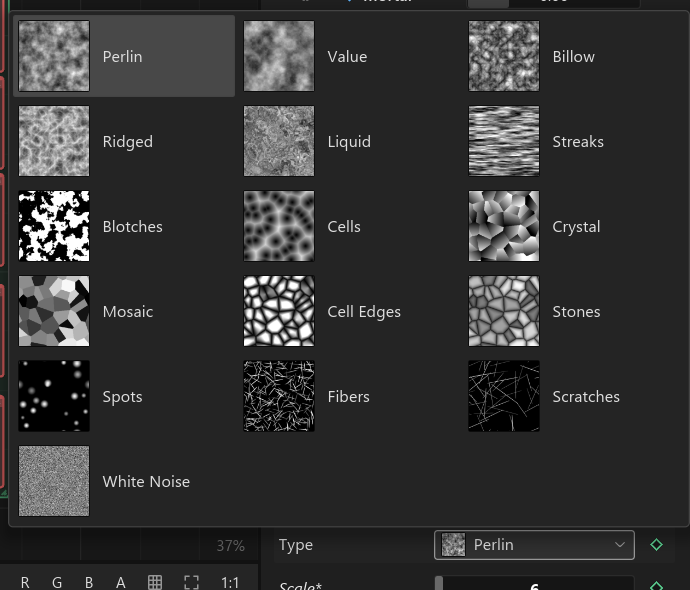 Perlin
Value
Billow
Ridged
Liquid
Streaks
Blotches
Cells
Crystal
Mosaic
Cell Edges
Stones
Spots
Fibers
Scratches
White Noise
37%
Type
Perlin
R G B A 1:1
Scale*
6